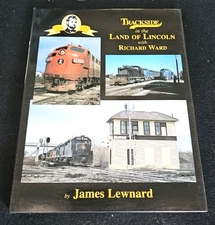 TRACKSIDE
in the
LAND OF LINCOLN
with
RICHARD WARD
by James Lewnard